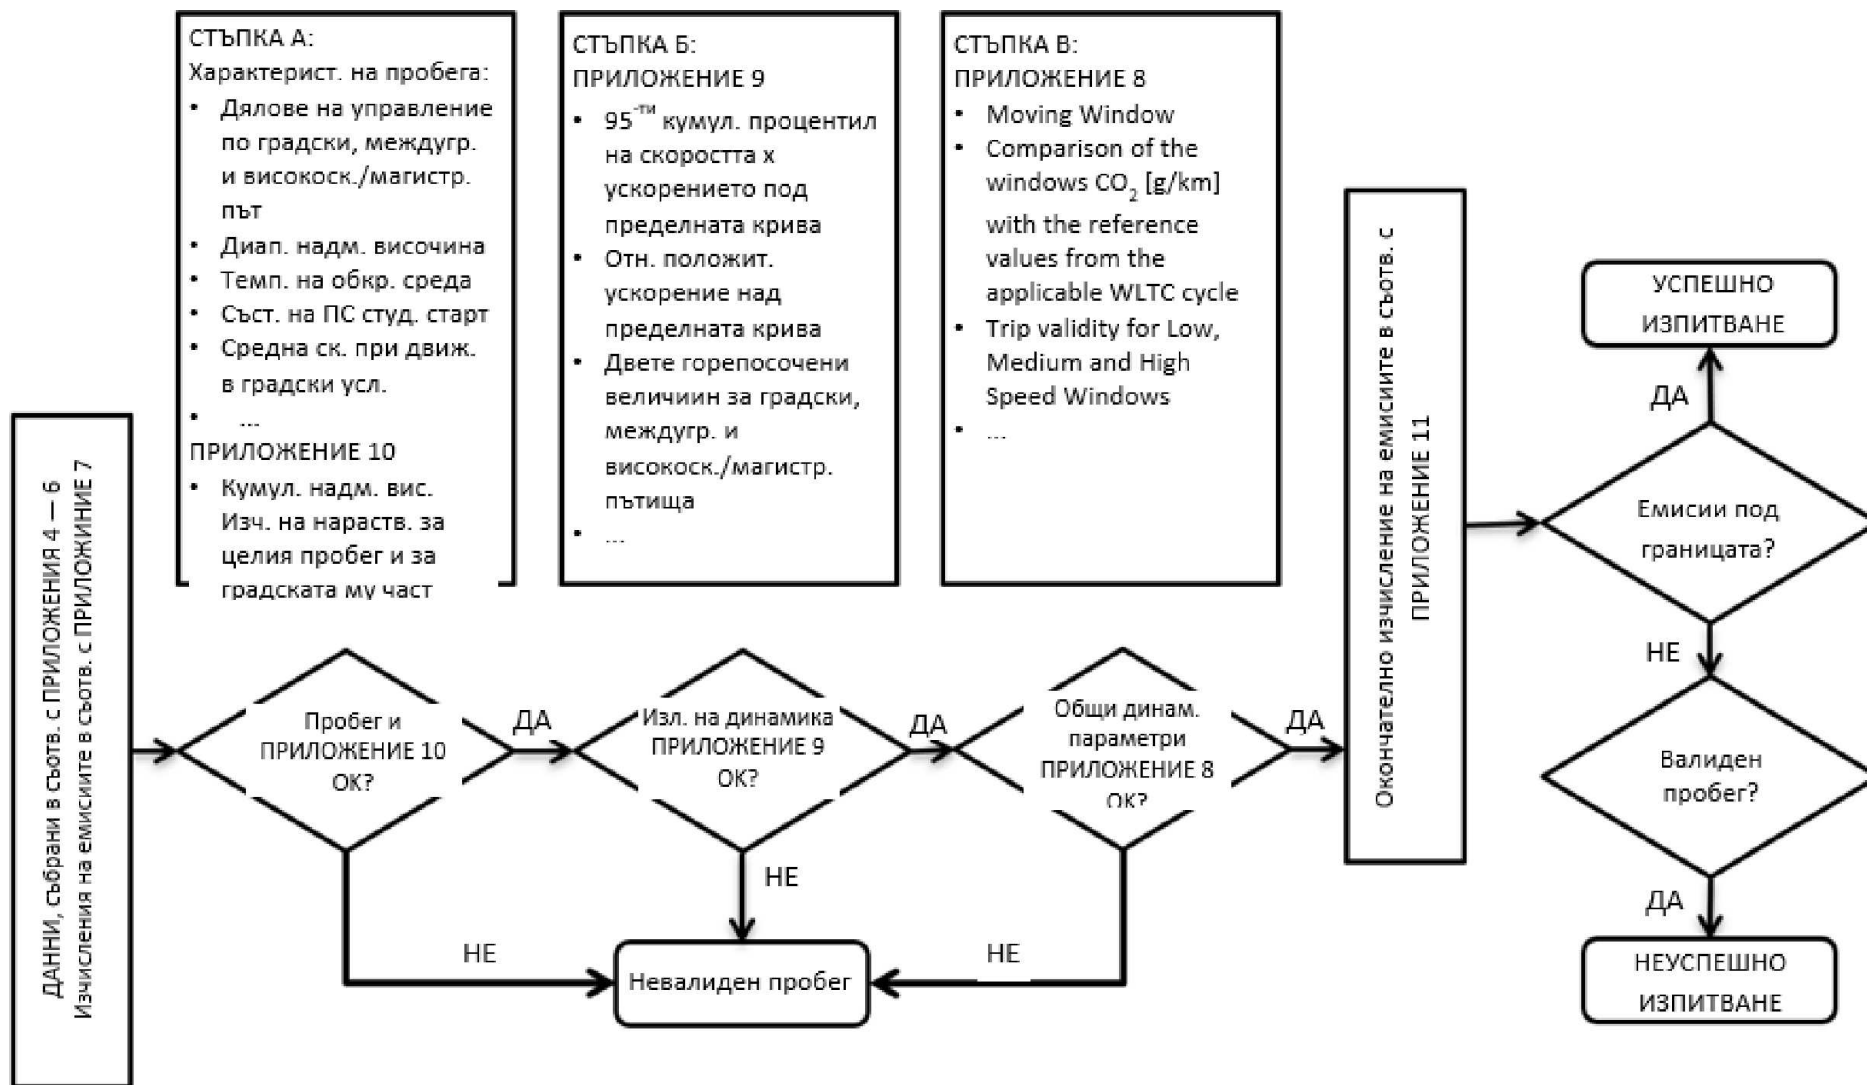 СТЪПКА А:
Характерист. на пробега:
• Дялове на управление
по градски, междугр.
и високоск./магистр.
път
• Диап. надм. височина
• Темп. на обкр. среда
• Съст. на ПС студ. старт
• Средна ск. при движ.
в градски усл.
• ...
ПРИЛОЖЕНИЕ 10
• Кумул. надм. вис.
Изч. на нараств. за
целия пробег и за
градската му част
СТЪПКА Б:
ПРИЛОЖЕНИЕ 9
• 95-ти кумул. процентил
на скоростта x
ускорението под
пределната крива
• Отн. положит.
ускорение над
пределната крива
• Двете горепосочени
величиин за градски,
междугр. и
високоск./магистр.
пътища
• ...
СТЪПКА В:
ПРИЛОЖЕНИЕ 8
• Moving Window
• Comparison of the
windows CO2 [g/km]
with the reference
values from the
applicable WLTC cycle
• Trip validity for Low,
Medium and High
Speed Windows
• ...
ДАННИ, събрани в съотв. с ПРИЛОЖЕНИЯ 4 — 6
Изчисления на емисиите в съотв. с ПРИЛОЖИНИЕ 7
Пробег и
ПРИЛОЖЕНИЕ 10
ОК?
ДА
НЕ
Изл. на динамика
ПРИЛОЖЕНИЕ 9
ОК?
ДА
НЕ
Общи динам.
параметри
ПРИЛОЖЕНИЕ 8
ОК?
ДА
НЕ
Невалиден пробег
Окончателно изчисление на емисиите в съотв. с
ПРИЛОЖЕНИЕ 11
УСПЕШНО
ИЗПИТВАНЕ
ДА
Емисии под
границата?
НЕ
Валиден
пробег?
ДА
НЕУСПЕШНО
ИЗПИТВАНЕ